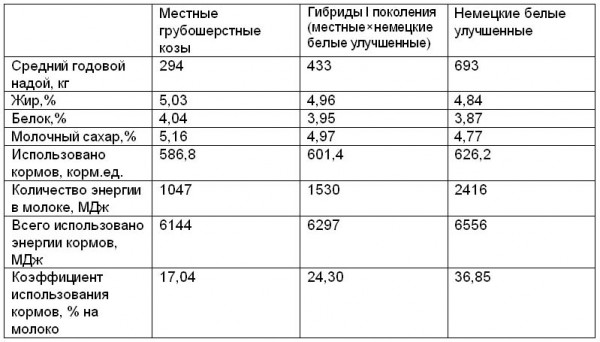 Местные
грубошерстные
козы
Гибриды I поколения
(местные×немецкие
белые улучшенные)
Немецкие белые
улучшенные
Средний годовой
надой, кг
294
433
693
Жир,%
5,03
4,96
4,84
Белок,%
4,04
3,95
3,87
Молочный сахар,%
5,16
4,97
4,77
Использовано
кормов, корм.ед.
586,8
601,4
626,2
Количество энергии
в молоке, МДж
1047
1530
2416
Всего использовано
энергии кормов,
МДж
6144
6297
6556
Коэффициент
использования
кормов, % на
молоко
17,04
24,30
36,85